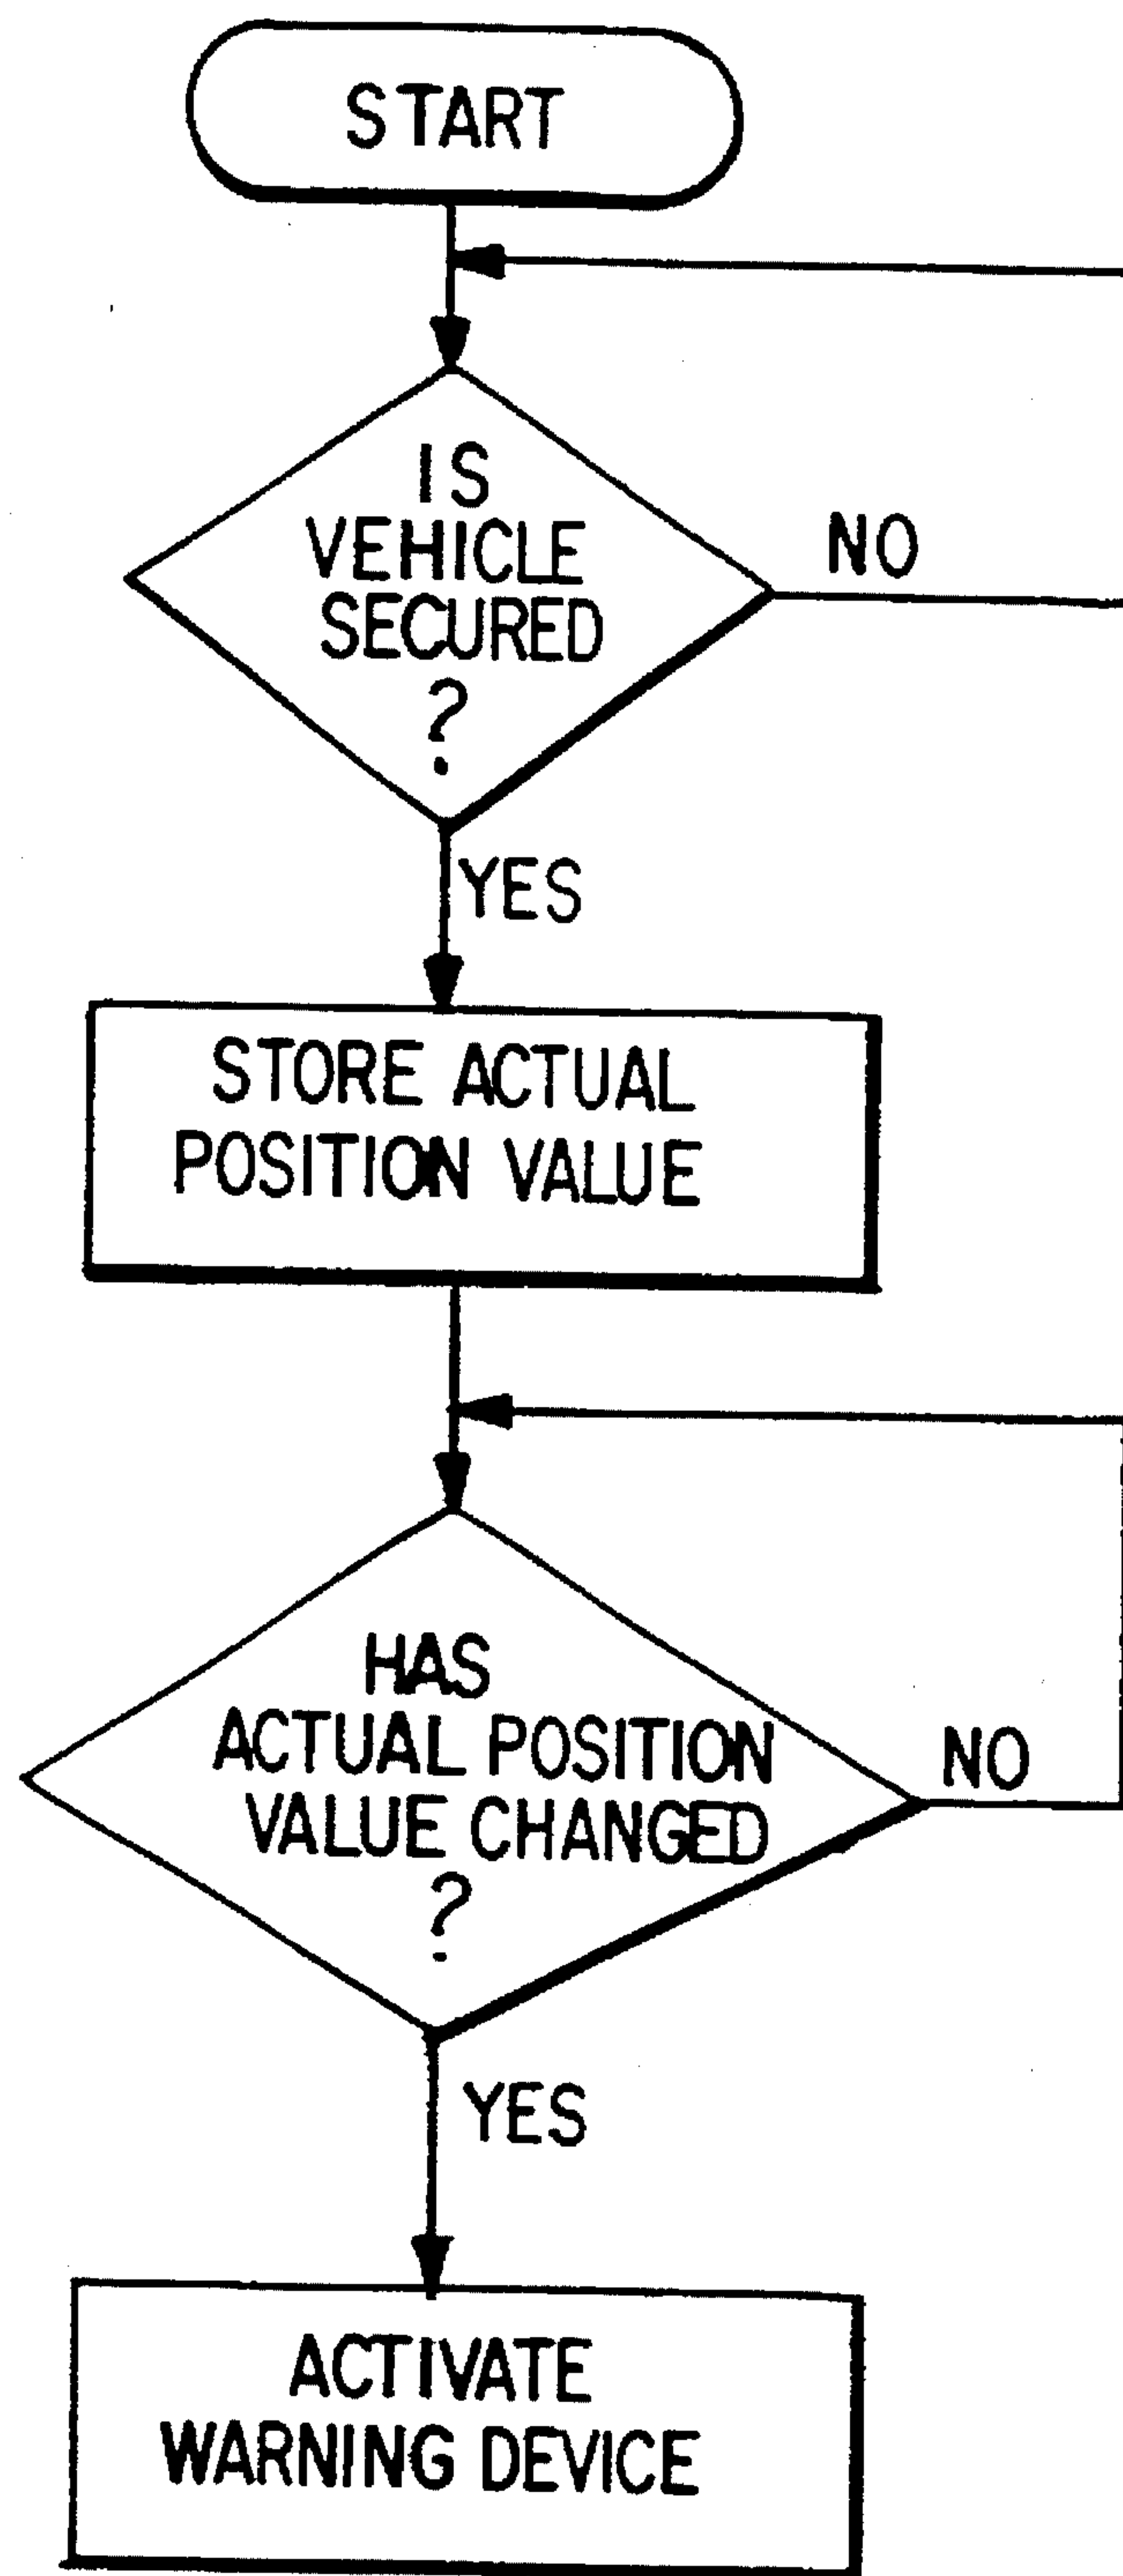 START
IS
VEHICLE
SECURED
?
NO
YES
STORE ACTUAL
POSITION VALUE
HAS
ACTUAL POSITION
VALUE CHANGED
?
NO
YES
ACTIVATE
WARNING DEVICE